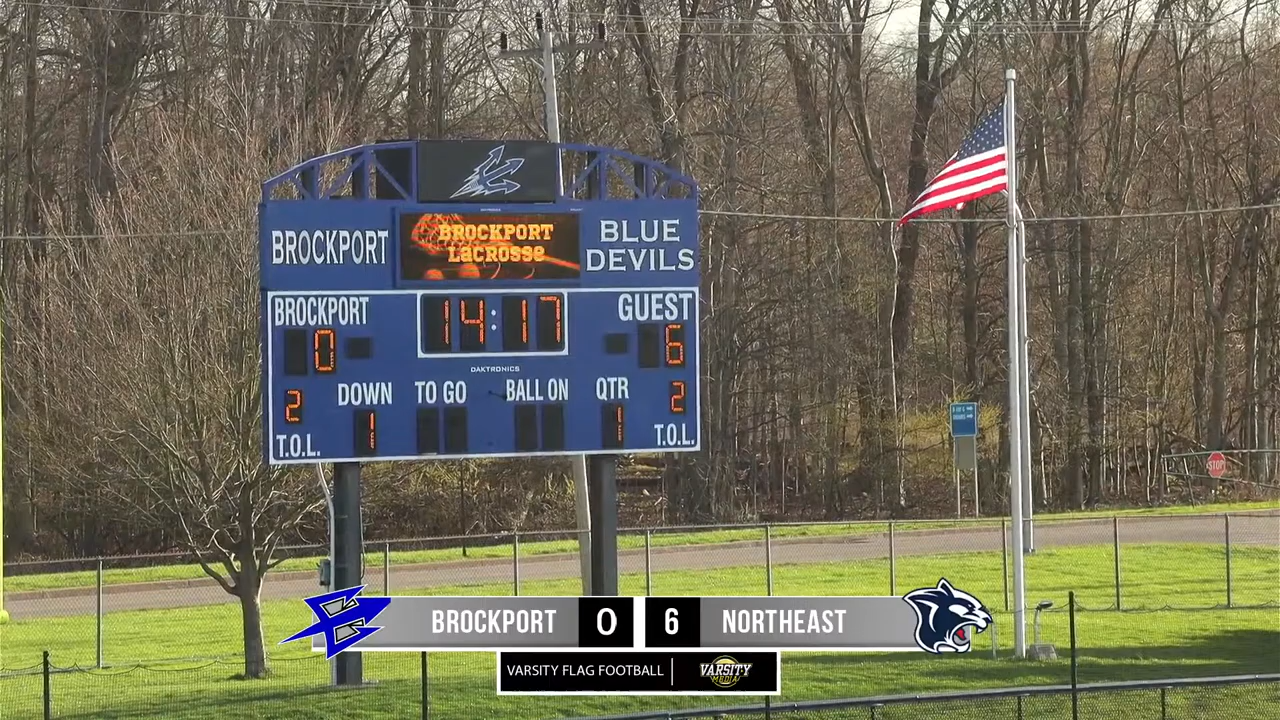 BROCKPORT
BROCKPORT
LACROSSE
BLUE
DEVILS
BROCKPORT
14:17
GUEST
0
6
DAKTRONICS
2
DOWN
TO GO
BALL ON
QTR
2
T.O.L.
1
1
T.O.L.
STOP
BROCKPORT 0 6 NORTHEAST
VARSITY FLAG FOOTBALL
VARSITY
MEDIA